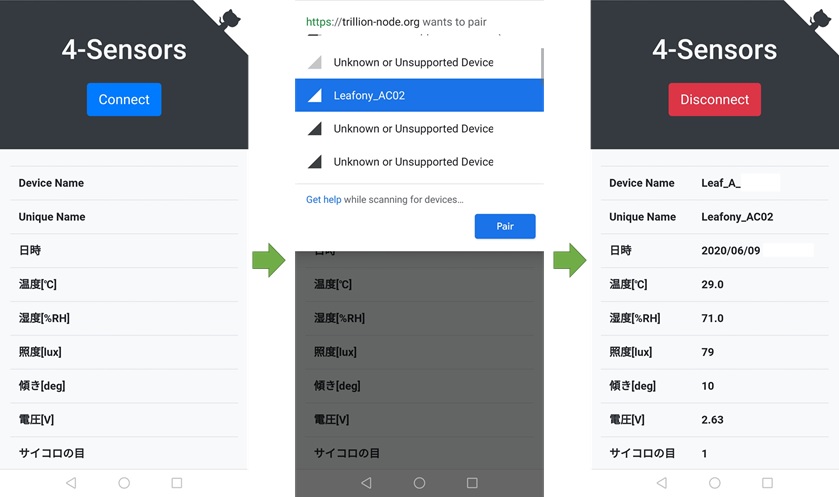 4-Sensors
Connect
Device Name
Unique Name
日時
温度[℃]
湿度[%RH]
照度[lux]
傾き[deg]
電圧[V]
サイコロの目
https://trillion-node.org wants to pair
Unknown or Unsupported Device
Leafony_AC02
Unknown or Unsupported Device
Unknown or Unsupported Device
Get help while scanning for devices...
Pair
日時
温度[℃]
湿度[%RH]
照度[lux]
傾き[deg]
電圧[V]
サイコロの目
4-Sensors
Disconnect
Device Name Leaf_A_
Unique Name Leafony_AC02
日時 2020/06/09
温度[℃] 29.0
湿度[%RH] 71.0
照度[lux] 79
傾き[deg] 10
電圧[V] 2.63
サイコロの目 1